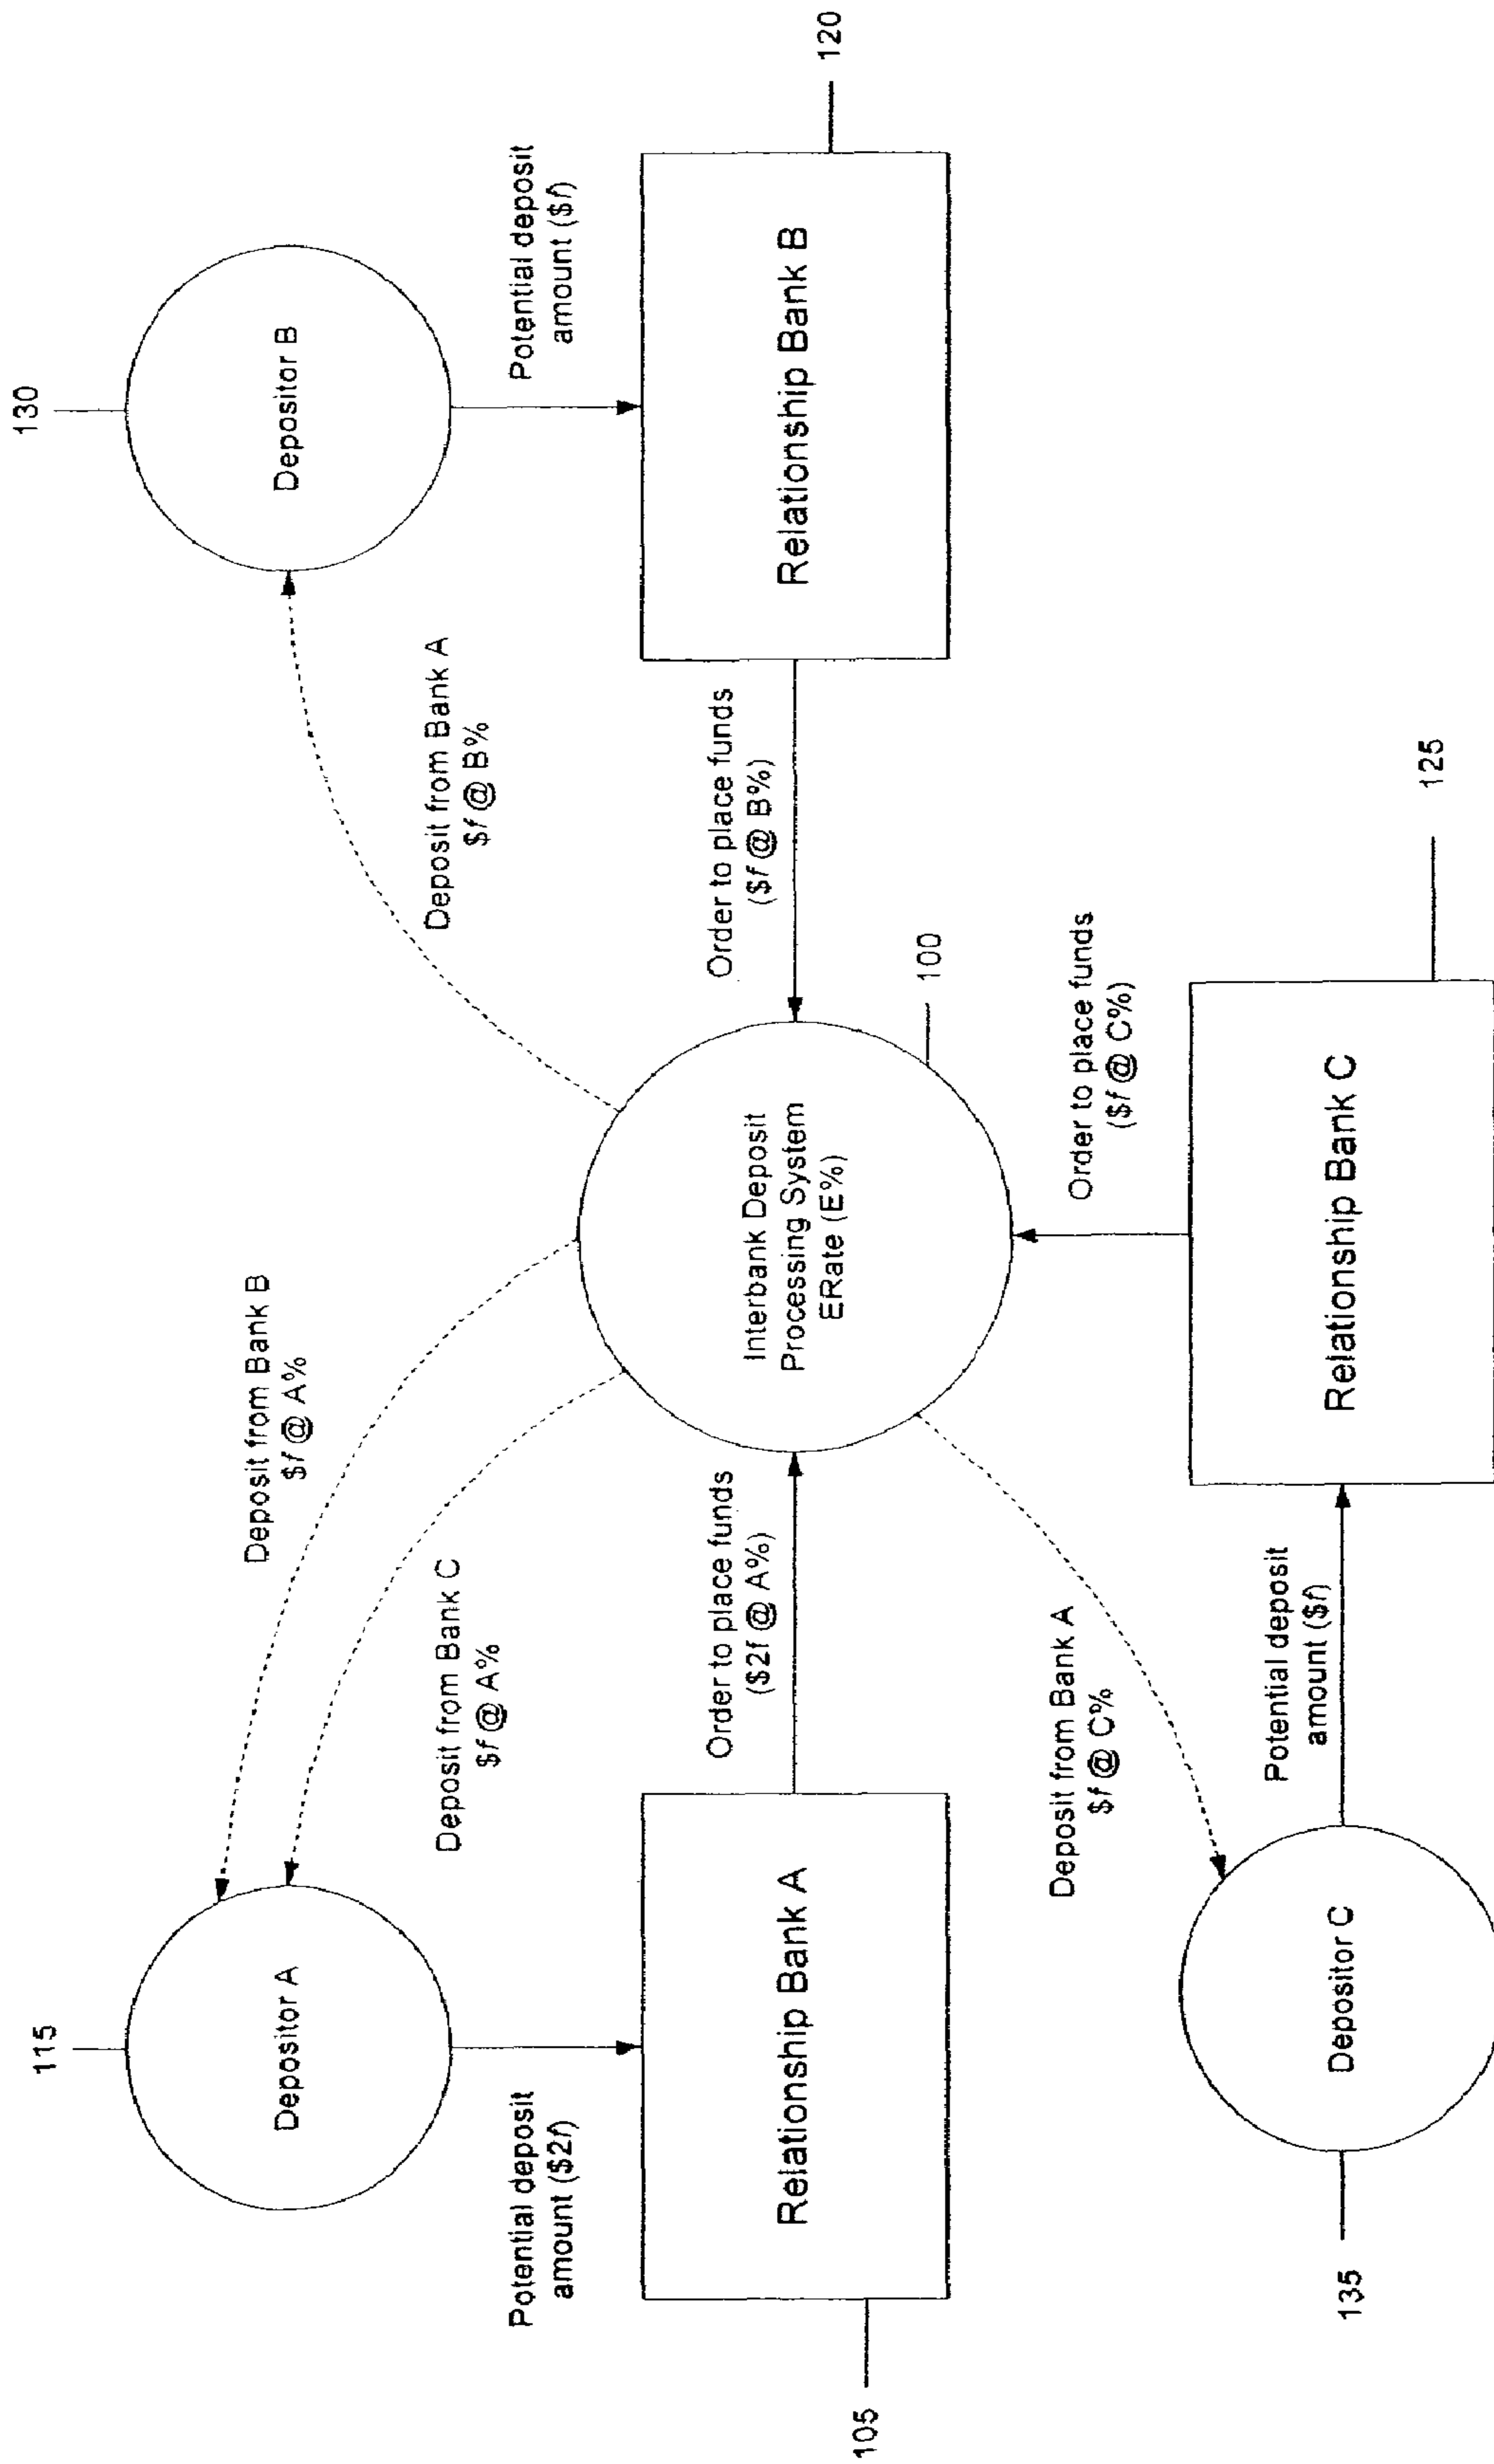 115
Depositor A
Potential deposit
amount ($2f)
Relationship Bank A
105
Deposit from Bank B
$f @ A%
Deposit from Bank C
$f @ A%
Order to place funds
($2f @ A%)
Interbank Deposit
Processing System
ERate (E%)
100
130
Depositor B
Potential deposit
amount ($f)
Relationship Bank B
120
Deposit from Bank A
$f @ B%
Order to place funds
($f @ B%)
Deposit from Bank A
$f @ C%
135
Depositor C
Potential deposit
amount ($f)
Relationship Bank C
125
Order to place funds
($f @ C%)